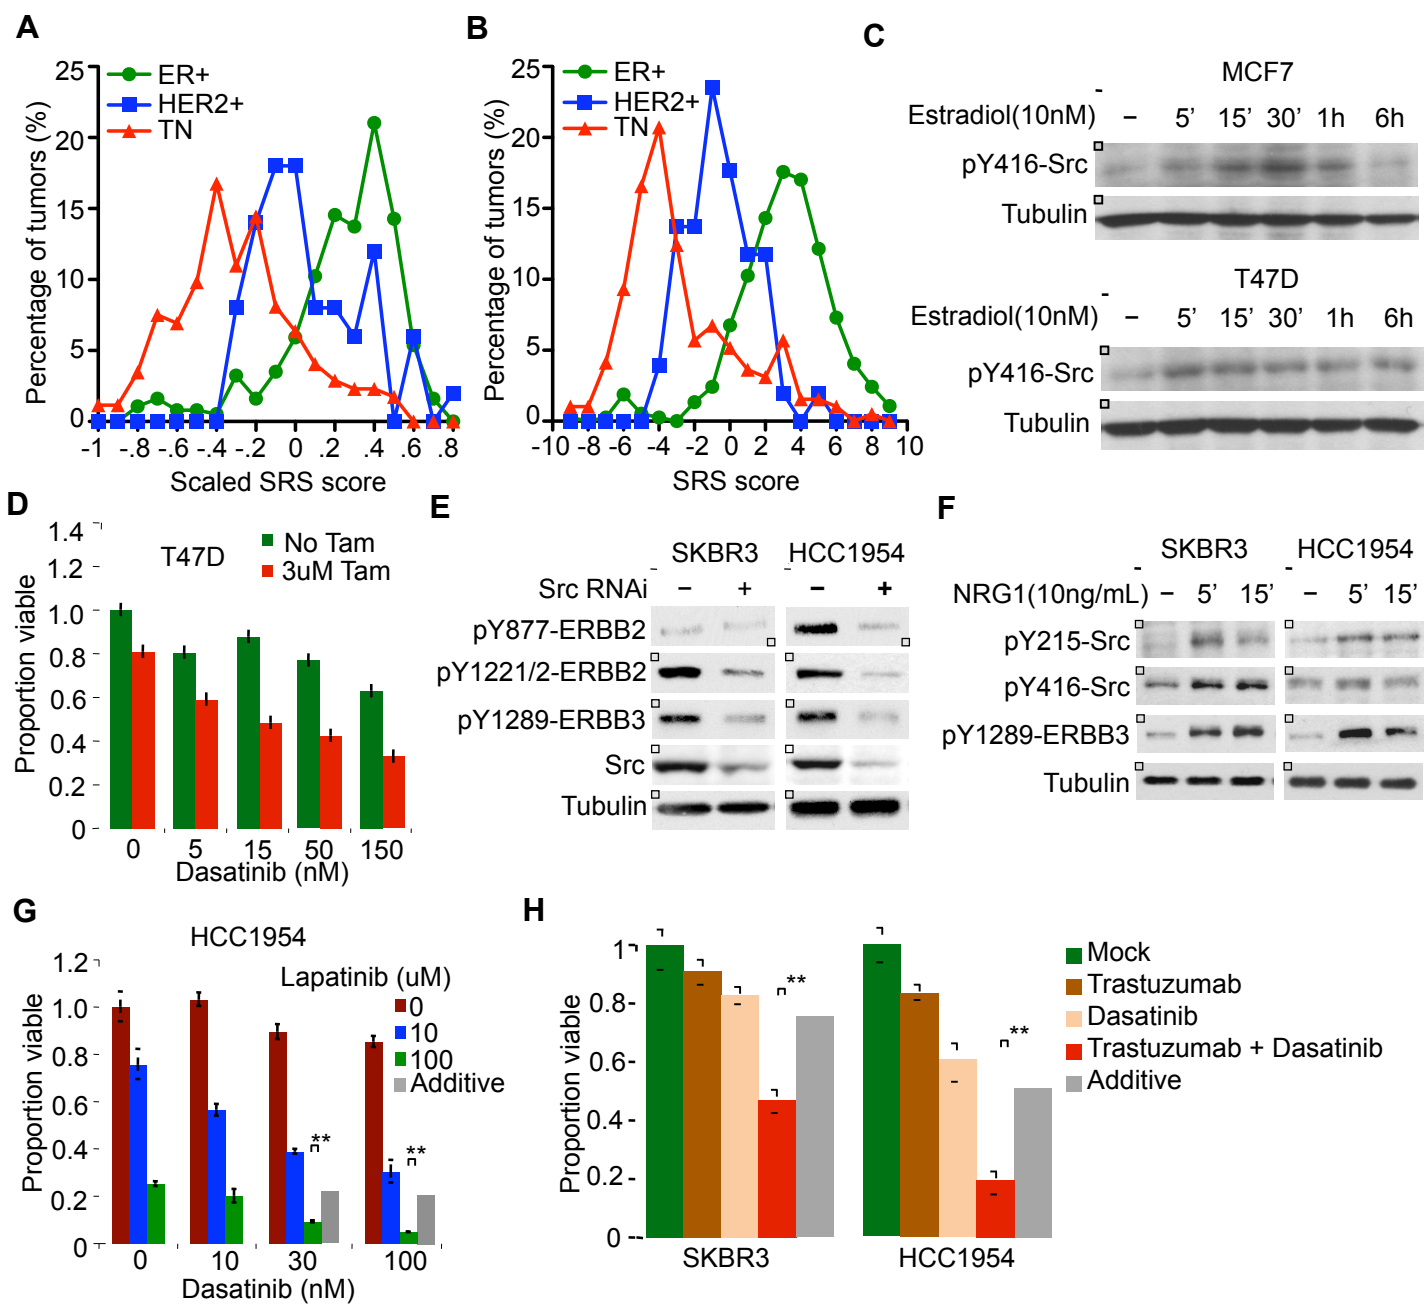 A
ER+
HER2+
TN
Percentage of tumors (%)
25
20
15
10
5
0
-1 -.8 -.6 -.4 -.2 0 .2 .4 .6 .8
Scaled SRS score
B
ER+
HER2+
TN
Percentage of tumors (%)
25
20
15
10
5
0
-10 -8 -6 -4 -2 0 2 4 6 8 10
SRS score
C
MCF7
Estradiol(10nM) – 5’ 15’ 30’ 1h 6h
pY416-Src
Tubulin
T47D
Estradiol(10nM) – 5’ 15’ 30’ 1h 6h
pY416-Src
Tubulin
D
T47D
No Tam
3uM Tam
Proportion viable
1.4
1.2
1.0
0.8
0.6
0.4
0.2
0
0 5 15 50 150
Dasatinib (nM)
E
SKBR3 HCC1954
Src RNAi – + – +
pY877-ERBB2
pY1221/2-ERBB2
pY1289-ERBB3
Src
Tubulin
F
SKBR3 HCC1954
NRG1(10ng/mL) – 5’ 15’ – 5’ 15’
pY215-Src
pY416-Src
pY1289-ERBB3
Tubulin
G
HCC1954
Lapatinib (uM)
0
10
100
Additive
Proportion viable
1.2
1.0
0.8
0.6
0.4
0.2
0
** **
0 10 30 100
Dasatinib (nM)
H
Proportion viable
1
0.8
0.6
0.4
0.2
0
** **
SKBR3 HCC1954
Mock
Trastuzumab
Dasatinib
Trastuzumab + Dasatinib
Additive